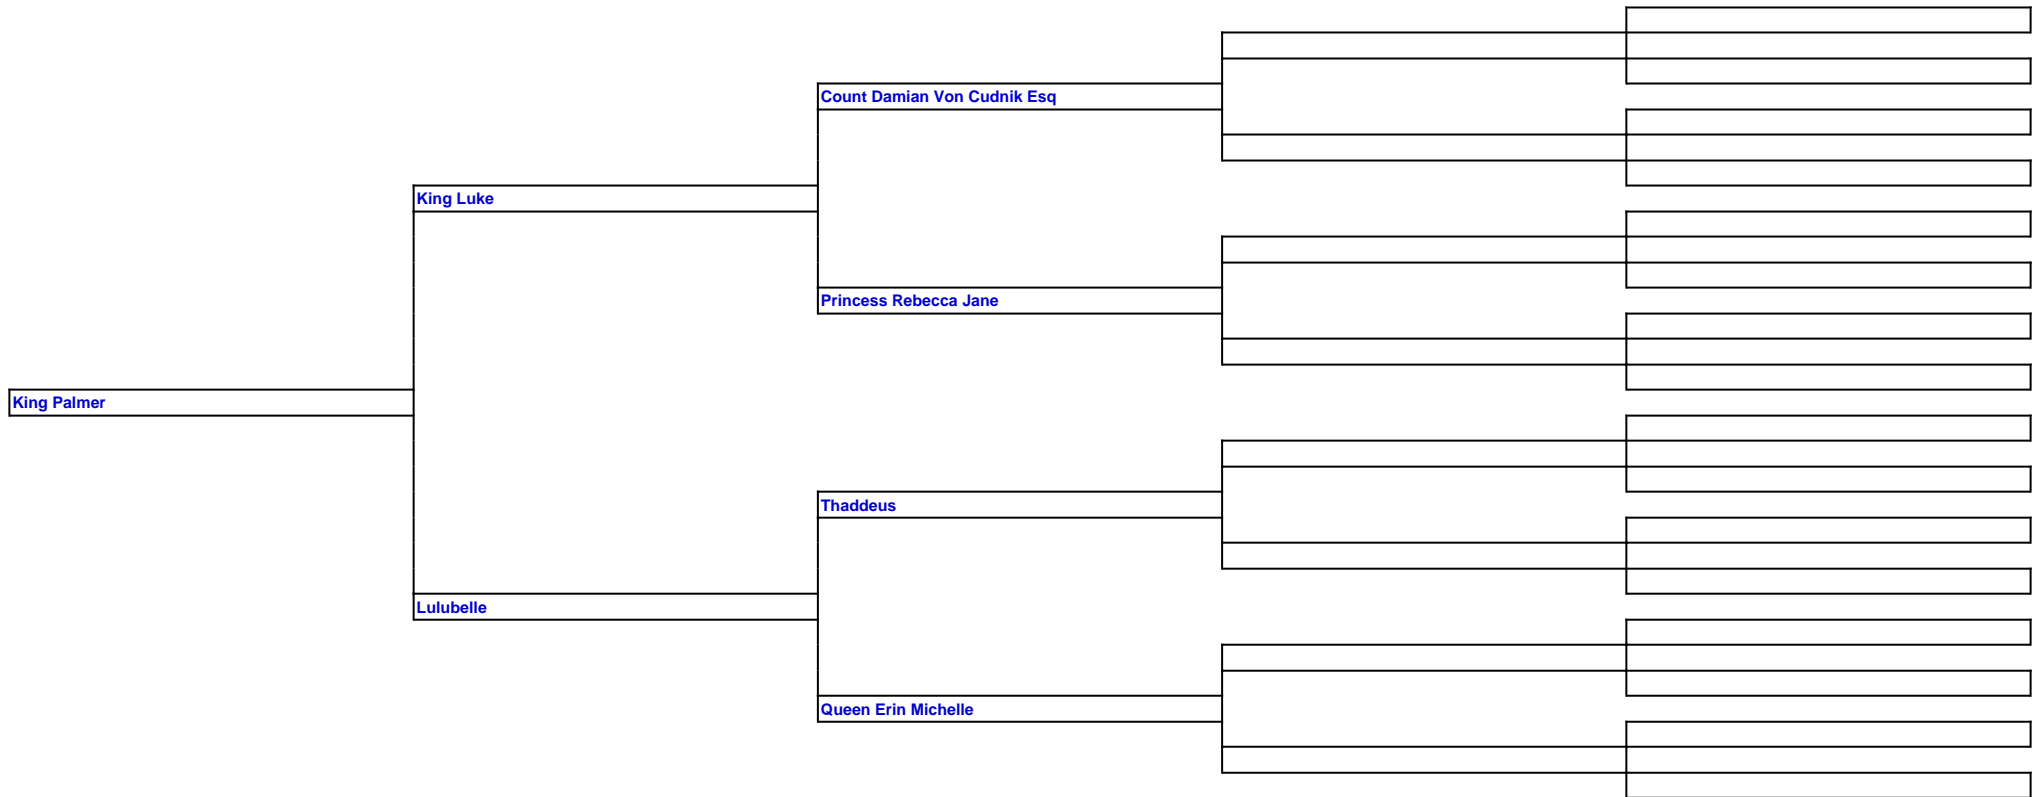 Count Damian Von Cudnik Esq
King Luke
Princess Rebecca Jane
King Palmer
Thaddeus
Lulubelle
Queen Erin Michelle